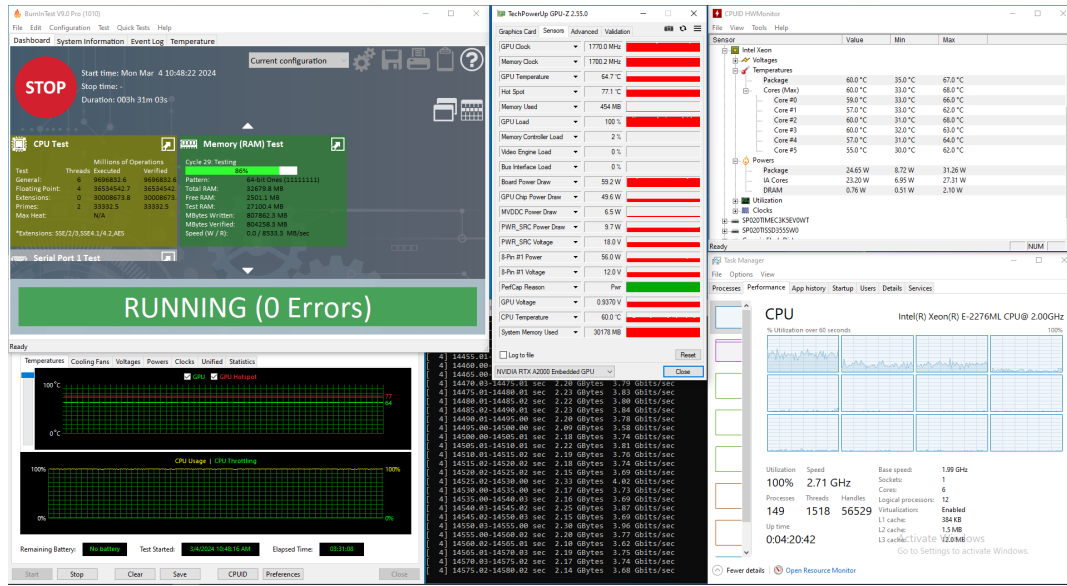 BurnInTest V9.0 Pro (1010)
File Edit Configuration Test Quick Tests Help
Dashboard System Information Event Log Temperature
Current configuration
STOP
Start time: Mon Mar 4 10:48:22 2024
Stop time: -
Duration: 003h 31m 03s
CPU Test
Millions of Operations
Test Threads Executed Verified
General: 6 9696832.6 9696832.6
Floating Point: 4 36534542.7 36534542.
Extensions: 0 30008673.8 30008673.
Primes: 2 33332.5 33332.5
Max Heat: N/A
*Extensions: SSE/2/3,SSE4.1/4.2,AES
Memory (RAM) Test
Cycle 29: Testing
86%
Pattern: 64-bit Ones (11111111)
Total RAM: 32679.8 MB
Free RAM: 2501.1 MB
Test RAM: 27100.4 MB
MBytes Written: 807862.3 MB
MBytes Verified: 804258.3 MB
Speed (W / R): 0.0 / 8533.3 MB/sec
Serial Port 1 Test
RUNNING (0 Errors)
Ready
TechPowerUp GPU-Z 2.55.0
Graphics Card Sensors Advanced Validation
GPU Clock 1770.0 MHz
Memory Clock 1700.2 MHz
GPU Temperature 64.7 °C
Hot Spot 77.1 °C
Memory Used 454 MB
GPU Load 100 %
Memory Controller Load 2 %
Video Engine Load 0 %
Bus Interface Load 0 %
Board Power Draw 59.2 W
GPU Chip Power Draw 49.6 W
MVDDC Power Draw 6.5 W
PWR_SRC Power Draw 9.7 W
PWR_SRC Voltage 18.0 V
8-Pin #1 Power 56.0 W
8-Pin #1 Voltage 12.0 V
PerfCap Reason Pwr
GPU Voltage 0.9370 V
CPU Temperature 60.0 °C
System Memory Used 30178 MB
Log to file
Reset
NVIDIA RTX A2000 Embedded GPU
Close
CPUID HWMonitor
File View Tools Help
Sensor Value Min Max
Intel Xeon
Voltages
Temperatures
Package 60.0 °C 35.0 °C 67.0 °C
Cores (Max) 60.0 °C 33.0 °C 68.0 °C
Core #0 59.0 °C 33.0 °C 66.0 °C
Core #1 57.0 °C 33.0 °C 62.0 °C
Core #2 60.0 °C 31.0 °C 68.0 °C
Core #3 60.0 °C 32.0 °C 63.0 °C
Core #4 57.0 °C 31.0 °C 64.0 °C
Core #5 55.0 °C 30.0 °C 62.0 °C
Powers
Package 24.65 W 8.72 W 31.26 W
IA Cores 23.20 W 6.95 W 27.31 W
DRAM 0.76 W 0.51 W 2.10 W
Utilization
Clocks
SP020TIMEC3K5EV0WT
SP020TISSD355SW0
Ready
NUM
Temperatures Cooling Fans Voltages Powers Clocks Unified Statistics
GPU GPU Hotspot
100°C
77
64
0°C
CPU Usage | CPU Throttling
100% 100%
0% 0%
Remaining Battery: No battery Test Started: 3/4/2024 10:48:16 AM Elapsed Time: 03:31:08
Start Stop Clear Save CPUID Preferences Close
4] 14455.01-
4] 14460.00-
4] 14465.00-
4] 14470.03-14475.01 sec 2.20 GBytes 3.79 Gbits/sec
4] 14475.01-14480.01 sec 2.23 GBytes 3.83 Gbits/sec
4] 14480.01-14485.02 sec 2.22 GBytes 3.80 Gbits/sec
4] 14485.02-14490.01 sec 2.23 GBytes 3.84 Gbits/sec
4] 14490.01-14495.00 sec 2.20 GBytes 3.78 Gbits/sec
4] 14495.00-14500.00 sec 2.09 GBytes 3.58 Gbits/sec
4] 14500.00-14505.01 sec 2.18 GBytes 3.74 Gbits/sec
4] 14505.01-14510.01 sec 2.22 GBytes 3.81 Gbits/sec
4] 14510.01-14515.02 sec 2.19 GBytes 3.76 Gbits/sec
4] 14515.02-14520.02 sec 2.18 GBytes 3.74 Gbits/sec
4] 14520.02-14525.02 sec 2.15 GBytes 3.69 Gbits/sec
4] 14525.02-14530.00 sec 2.33 GBytes 4.02 Gbits/sec
4] 14530.00-14535.00 sec 2.17 GBytes 3.73 Gbits/sec
4] 14535.00-14540.03 sec 2.16 GBytes 3.69 Gbits/sec
4] 14540.03-14545.02 sec 2.25 GBytes 3.87 Gbits/sec
4] 14545.02-14550.03 sec 2.15 GBytes 3.69 Gbits/sec
4] 14550.03-14555.00 sec 2.30 GBytes 3.96 Gbits/sec
4] 14555.00-14560.02 sec 2.20 GBytes 3.77 Gbits/sec
4] 14560.02-14565.01 sec 2.10 GBytes 3.62 Gbits/sec
4] 14565.01-14570.03 sec 2.19 GBytes 3.75 Gbits/sec
4] 14570.03-14575.02 sec 2.17 GBytes 3.74 Gbits/sec
4] 14575.02-14580.02 sec 2.14 GBytes 3.68 Gbits/sec
Task Manager
File Options View
Processes Performance App history Startup Users Details Services
CPU Intel(R) Xeon(R) E-2276ML CPU@ 2.00GHz
% Utilization over 60 seconds 100%
Utilization Speed
100% 2.71 GHz
Processes Threads Handles
149 1518 56529
Up time
0:04:20:42
Base speed: 1.99 GHz
Sockets: 1
Cores: 6
Logical processors: 12
Virtualization: Enabled
L1 cache: 384 KB
L2 cache: 1.5 MB
L3 cache: 12.0 MB
Activate Windows
Go to Settings to activate Windows.
Fewer details Open Resource Monitor